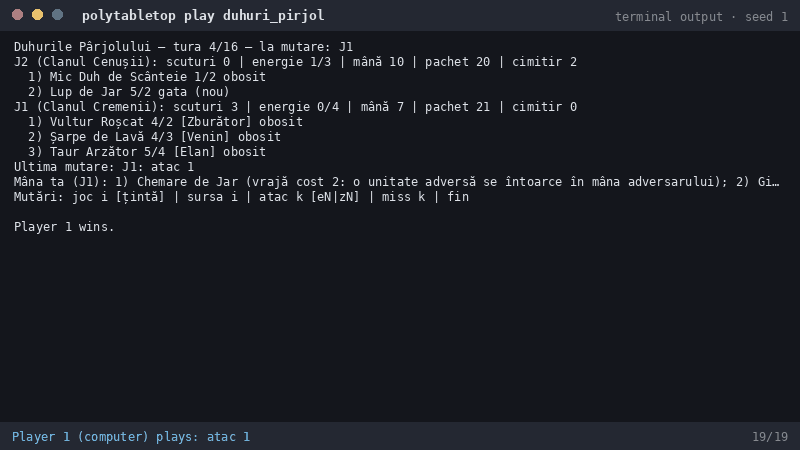 polytabletop play duhuri_pirjol
terminal output · seed 1
Duhurile Pârjolului — tura 4/16 — la mutare: J1
J2 (Clanul Cenușii): scuturi 0 | energie 1/3 | mână 10 | pachet 20 | cimitir 2
1) Mic Duh de Scânteie 1/2 obosit
2) Lup de Jar 5/2 gata (nou)
J1 (Clanul Cremenii): scuturi 3 | energie 0/4 | mână 7 | pachet 21 | cimitir 0
1) Vultur Roșcat 4/2 [Zburător] obosit
2) Șarpe de Lavă 4/3 [Venin] obosit
3) Taur Arzător 5/4 [Elan] obosit
Ultima mutare: J1: atac 1
Mâna ta (J1): 1) Chemare de Jar (vrajă cost 2: o unitate adversă se întoarce în mâna adversarului); 2) Gi…
Mutări: joc i [țintă] | sursa i | atac k [eN|zN] | miss k | fin
Player 1 wins.
Player 1 (computer) plays: atac 1
19/19